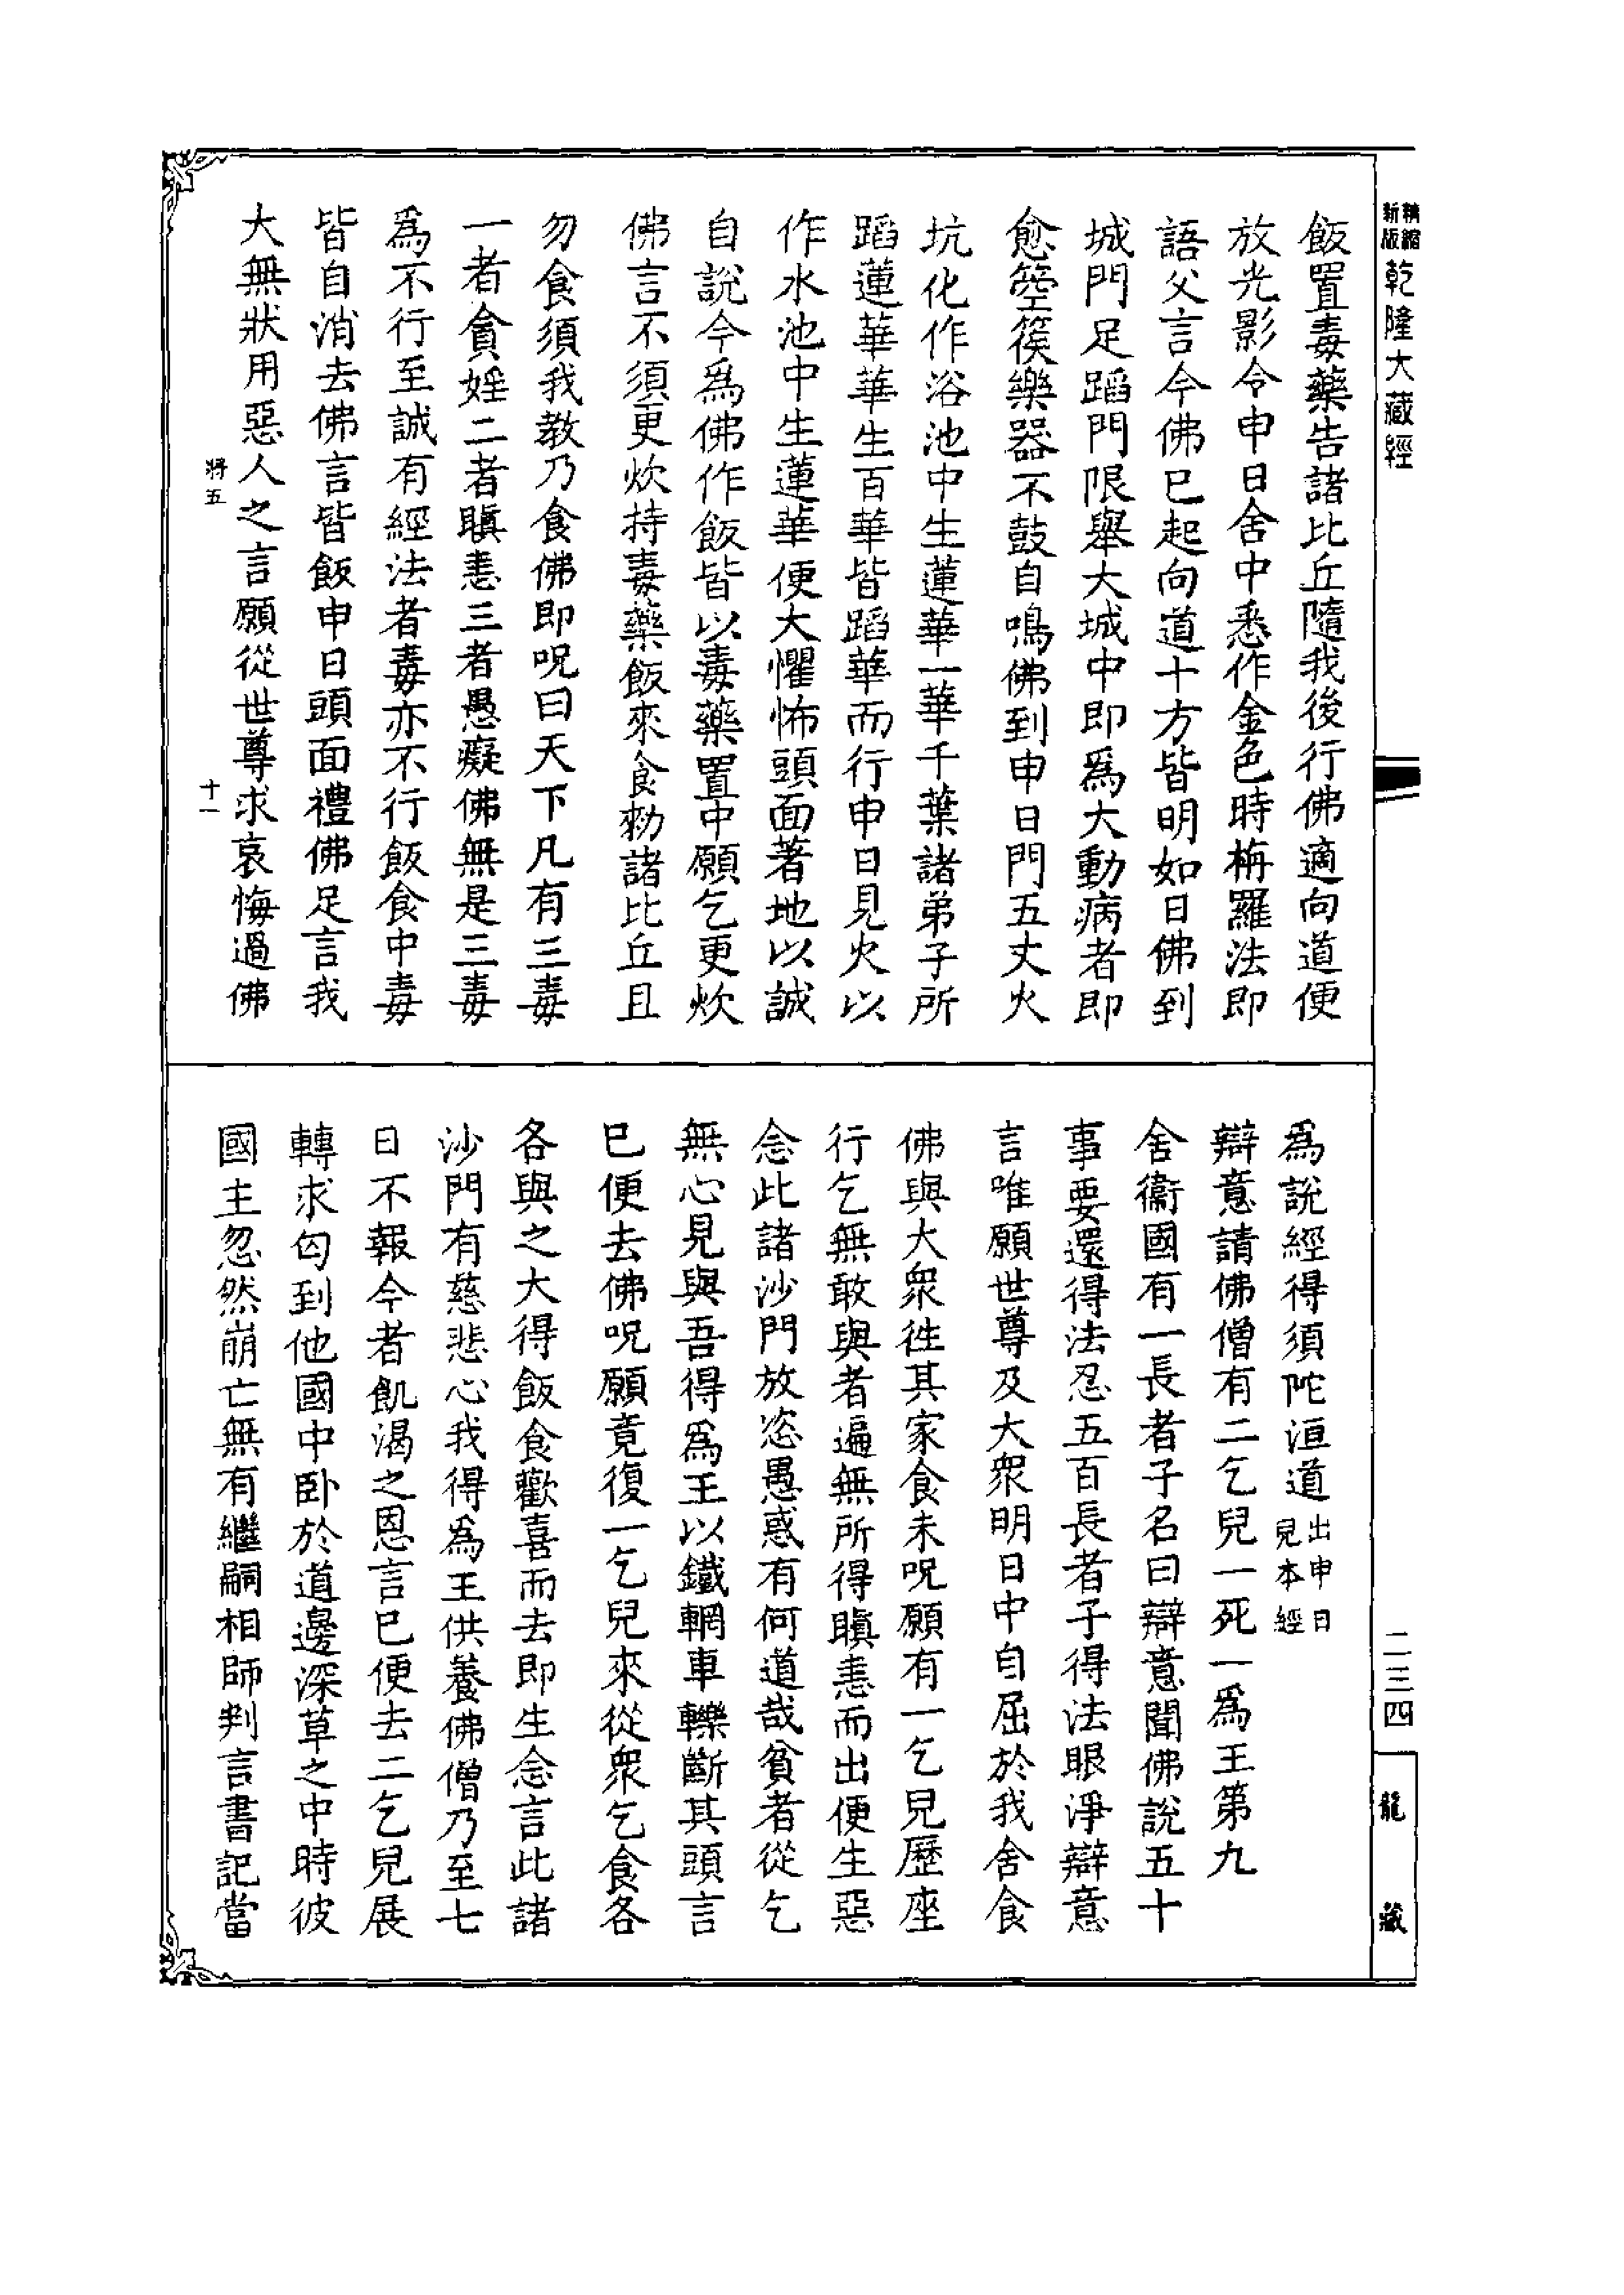 精縮新版乾隆大藏經
飯置毒藥告諸比丘隨我後行佛適向道便
放光影令申日舍中悉作金色時栴羅法即
語父言今佛已起向道十方皆明如日佛到
城門足蹈門限舉大城中即爲大動病者即
愈箜篌樂器不鼓自鳴佛到申日門五丈火
坑化作浴池中生蓮華一華千葉諸弟子所
蹈蓮華華生百華皆蹈華而行申日見火以
作水池中生蓮華便大懼怖頭面著地以誠
自說今爲佛作飯皆以毒藥置中願乞更炊
佛言不須更炊持毒藥飯來食勑諸比丘且
勿食須我教乃食佛即呪曰天下凡有三毒
一者貪婬二者瞋恚三者愚癡佛無是三毒
爲不行至誠有經法者毒亦不行飯食中毒
皆自消去佛言皆飯申日頭面禮佛足言我
大無狀用惡人之言願從世尊求哀悔過佛
將五 十一
爲說經得須陀洹道出申日兒本經
辯意請佛僧有二乞兒一死一爲王第九
舍衞國有一長者子名曰辯意聞佛說五十
事要還得法忍五百長者子得法眼淨辯意
言唯願世尊及大衆明日中自屈於我舍食
佛與大衆徃其家食未呪願有一乞兒歷座
行乞無敢與者遍無所得瞋恚而出便生惡
念此諸沙門放恣愚惑有何道哉貧者從乞
無心見與吾得爲王以鐵輞車轢斷其頭言
已便去佛呪願竟復一乞兒來從衆乞食各
各與之大得飯食歡喜而去即生念言此諸
沙門有慈悲心我得爲王供養佛僧乃至七
日不報今者飢渴之恩言已便去二乞兒展
轉求匃到他國中卧於道邊深草之中時彼
國主忽然崩亡無有繼嗣相師判言書記當
二三四
龍藏